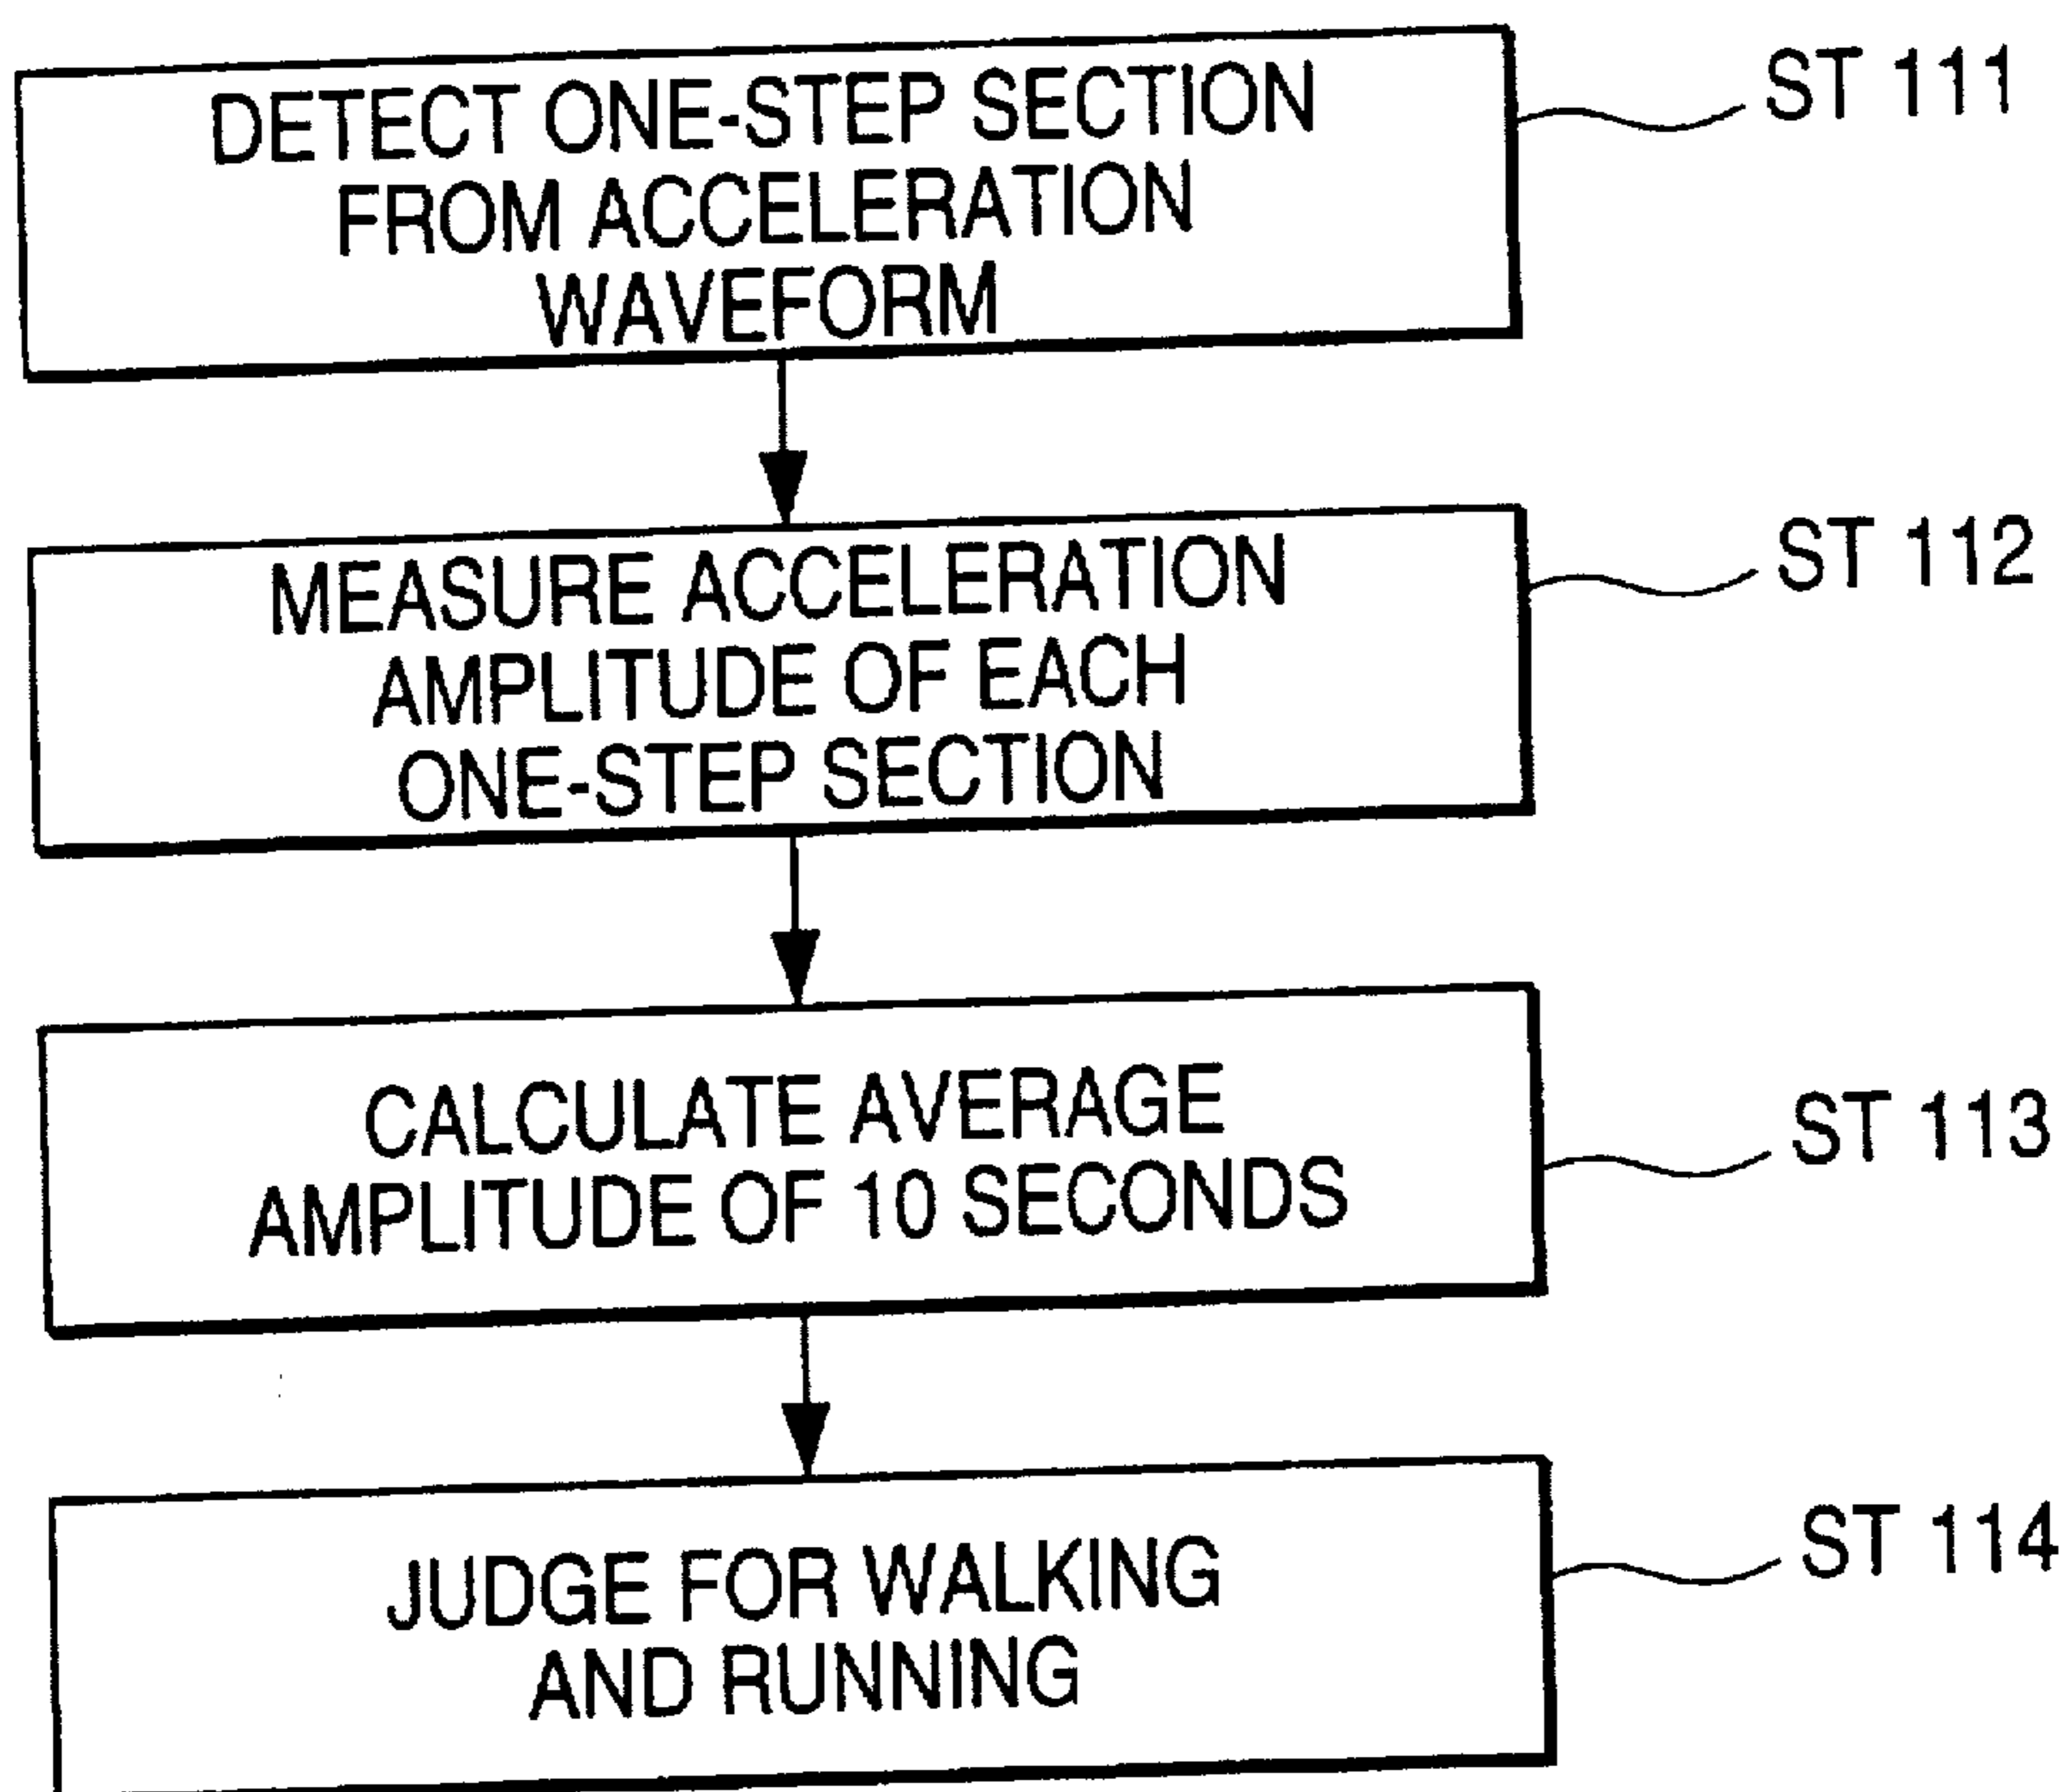 DETECT ONE-STEP SECTION
FROM ACCELERATION
WAVEFORM
ST 111
MEASURE ACCELERATION
AMPLITUDE OF EACH
ONE-STEP SECTION
ST 112
CALCULATE AVERAGE
AMPLITUDE OF 10 SECONDS
ST 113
JUDGE FOR WALKING
AND RUNNING
ST 114